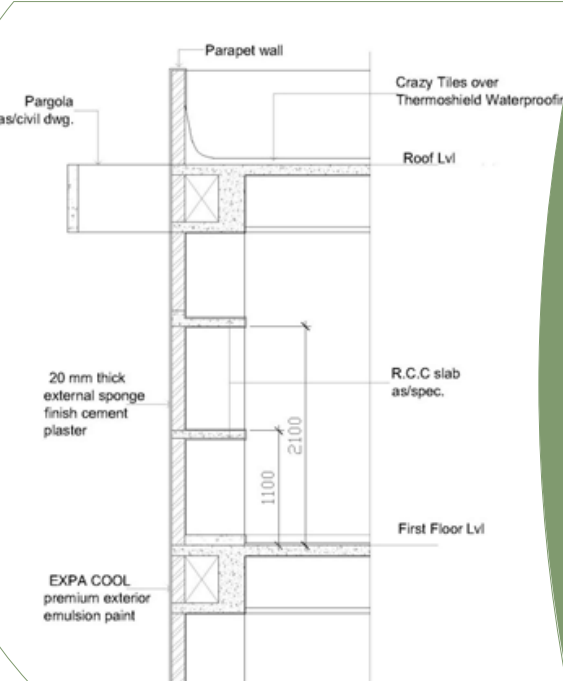 Parapet wall
Pargola
as/civil dwg.
Crazy Tiles over
Thermoshield
Roof Lvl
20 mm thick
external sponge
finish cement
plaster
R.C.C slab
as/spec.
2100
1100
First Floor Lvl
EXPA COOL
premium exterior
emulsion paint